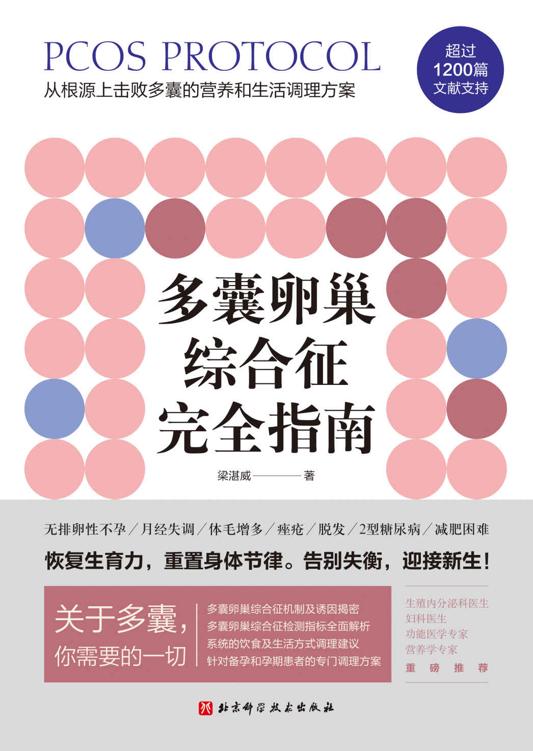 PCOS PROTOCOL
从根源上击败多囊的营养和生活调理方案
超过
1200篇
文献支持
多囊卵巢
综合征
完全指南
梁湛威————著
无排卵性不孕/月经失调/体毛增多/痤疮/脱发/2型糖尿病/减肥困难
恢复生育力，重置身体节律。告别失衡，迎接新生！
关于多囊，
你需要的一切
多囊卵巢综合征机制及诱因揭密
多囊卵巢综合征检测指标全面解析
系统的饮食及生活方式调理建议
针对备孕和孕期患者的专门调理方案
生殖内分泌科医生
妇科医生
功能医学专家
营养学专家
重磅推荐
北京科学技术出版社